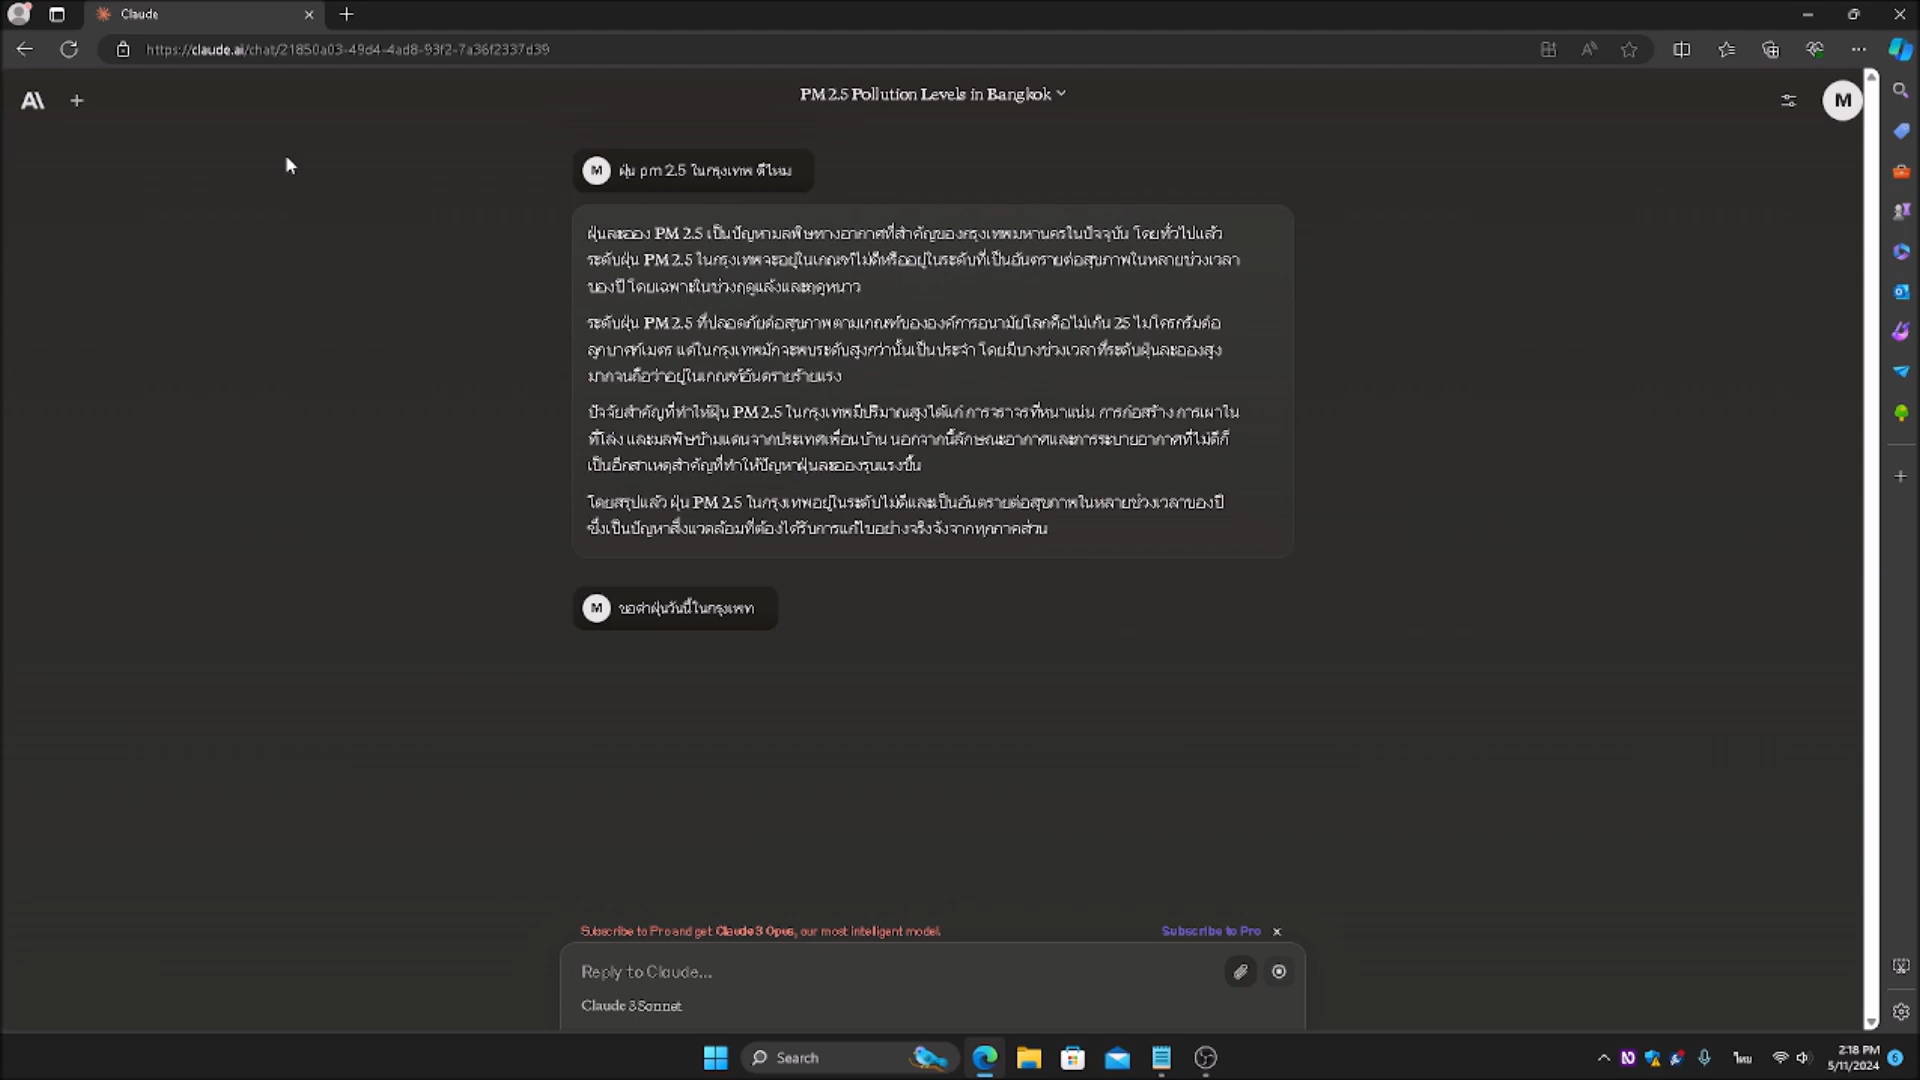 Claude
https://claude.ai/chat/21850a03-49d4-4ad8-93f2-7a36f2337d39
PM 2.5 Pollution Levels in Bangkok
M
M ฝุ่น pm 2.5 ในกรุงเทพ ดีไหม
ฝุ่นละออง PM 2.5 เป็นปัญหามลพิษทางอากาศที่สำคัญของกรุงเทพมหานครในปัจจุบัน โดยทั่วไปแล้ว
ระดับฝุ่น PM 2.5 ในกรุงเทพจะอยู่ในเกณฑ์ไม่ดีหรืออยู่ในระดับที่เป็นอันตรายต่อสุขภาพในหลายช่วงเวลา
ของปี โดยเฉพาะในช่วงฤดูแล้งและฤดูหนาว
ระดับฝุ่น PM 2.5 ที่ปลอดภัยต่อสุขภาพตามเกณฑ์ขององค์การอนามัยโลกคือไม่เกิน 25 ไมโครกรัมต่อ
ลูกบาศก์เมตร แต่ในกรุงเทพมักจะพบระดับสูงกว่านั้นเป็นประจำ โดยมีบางช่วงเวลาที่ระดับฝุ่นละอองสูง
มากจนถือว่าอยู่ในเกณฑ์อันตรายร้ายแรง
ปัจจัยสำคัญที่ทำให้ฝุ่น PM 2.5 ในกรุงเทพมีปริมาณสูงได้แก่ การจราจรที่หนาแน่น การก่อสร้าง การเผาใน
ที่โล่ง และมลพิษข้ามแดนจากประเทศเพื่อนบ้าน นอกจากนี้ลักษณะอากาศและการระบายอากาศที่ไม่ดีก็
เป็นอีกสาเหตุสำคัญที่ทำให้ปัญหาฝุ่นละอองรุนแรงขึ้น
โดยสรุปแล้ว ฝุ่น PM 2.5 ในกรุงเทพอยู่ในระดับไม่ดีและเป็นอันตรายต่อสุขภาพในหลายช่วงเวลาของปี
ซึ่งเป็นปัญหาสิ่งแวดล้อมที่ต้องได้รับการแก้ไขอย่างจริงจังจากทุกภาคส่วน
M ขอค่าฝุ่นวันนี้ในกรุงเพท
Subscribe to Pro and get Claude 3 Opus, our most intelligent model.
Subscribe to Pro
Reply to Claude...
Claude 3 Sonnet
Search
ไทย
2:18 PM
5/11/2024